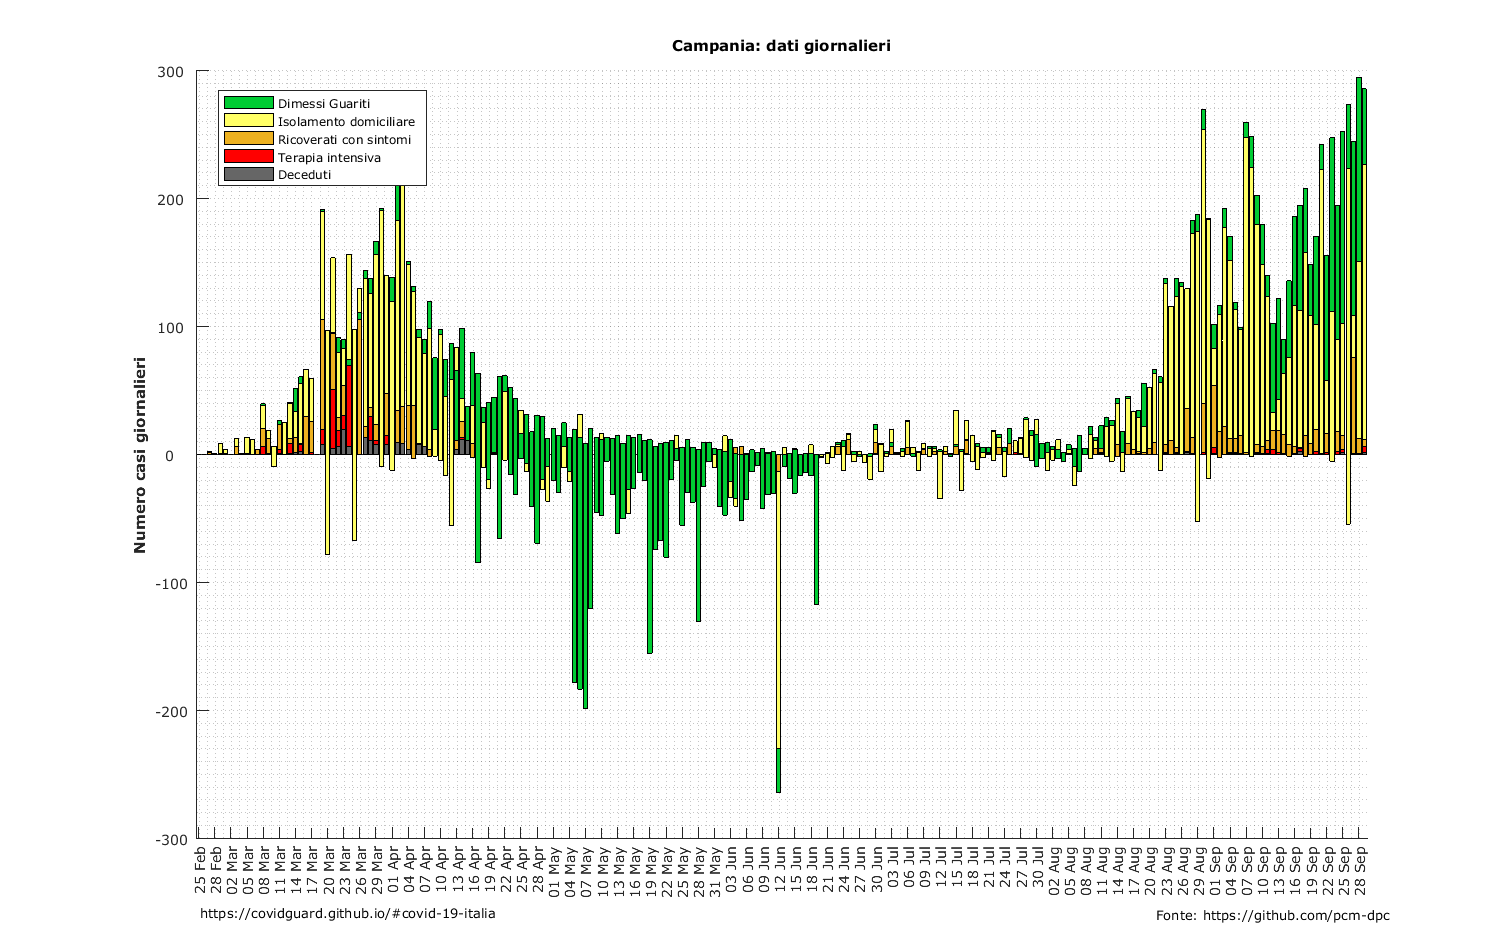 Campania: dati giornalieri
Numero casi giornalieri
300
200
100
0
-100
-200
-300
Dimessi Guariti
Isolamento domiciliare
Ricoverati con sintomi
Terapia intensiva
Deceduti
25 Feb
28 Feb
02 Mar
05 Mar
08 Mar
11 Mar
14 Mar
17 Mar
20 Mar
23 Mar
26 Mar
29 Mar
01 Apr
04 Apr
07 Apr
10 Apr
13 Apr
16 Apr
19 Apr
22 Apr
25 Apr
28 Apr
01 May
04 May
07 May
10 May
13 May
16 May
19 May
22 May
25 May
28 May
31 May
03 Jun
06 Jun
09 Jun
12 Jun
15 Jun
18 Jun
21 Jun
24 Jun
27 Jun
30 Jun
03 Jul
06 Jul
09 Jul
12 Jul
15 Jul
18 Jul
21 Jul
24 Jul
27 Jul
30 Jul
02 Aug
05 Aug
08 Aug
11 Aug
14 Aug
17 Aug
20 Aug
23 Aug
26 Aug
29 Aug
01 Sep
04 Sep
07 Sep
10 Sep
13 Sep
16 Sep
19 Sep
22 Sep
25 Sep
28 Sep
https://covidguard.github.io/#covid-19-italia
Fonte: https://github.com/pcm-dpc